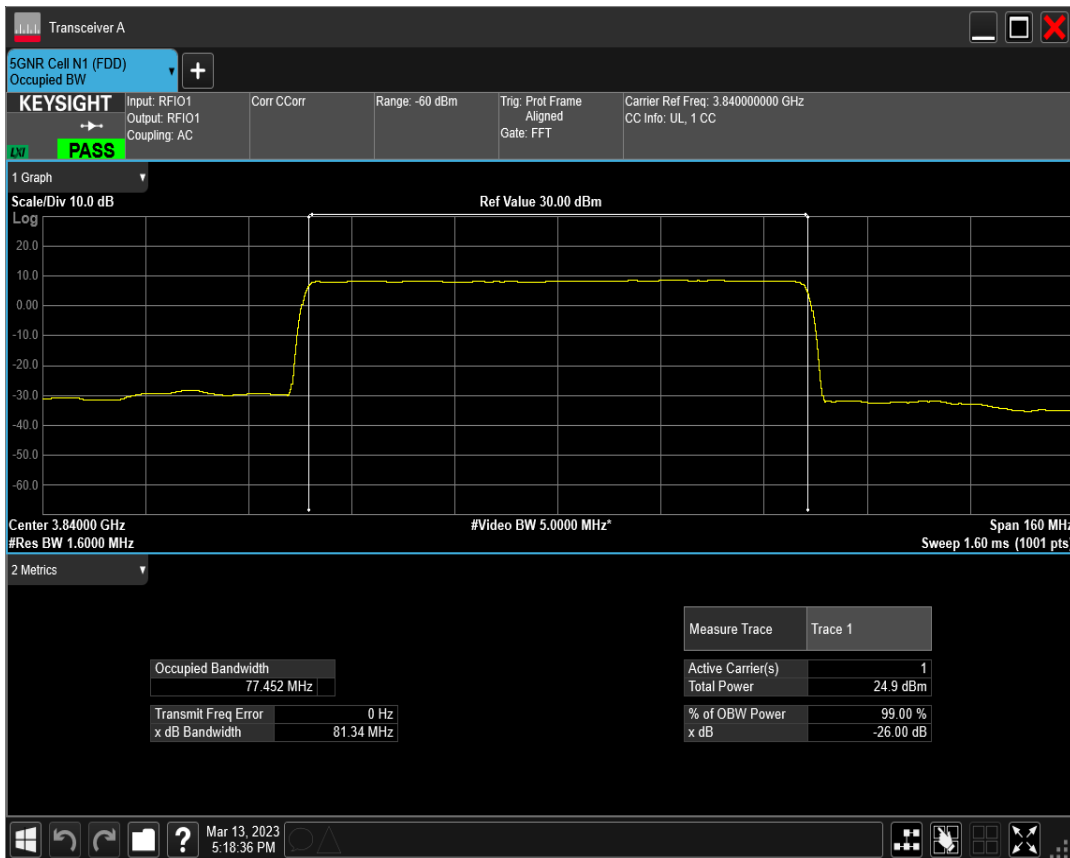 Transceiver A
5GNR Cell N1 (FDD)
Occupied BW
KEYSIGHT
LXI
PASS
Input: RFIO1
Output: RFIO1
Coupling: AC
Corr CCorr
Range: -60 dBm
Trig: Prot Frame
Aligned
Gate: FFT
Carrier Ref Freq: 3.840000000 GHz
CC Info: UL, 1 CC
1 Graph
Scale/Div 10.0 dB
Ref Value 30.00 dBm
Log
20.0
10.0
0.00
-10.0
-20.0
-30.0
-40.0
-50.0
-60.0
Center 3.84000 GHz
#Video BW 5.0000 MHz*
Span 160 MHz
#Res BW 1.6000 MHz
Sweep 1.60 ms (1001 pts)
2 Metrics
Measure Trace Trace 1
Occupied Bandwidth
77.452 MHz
Active Carrier(s) 1
Total Power 24.9 dBm
Transmit Freq Error 0 Hz
x dB Bandwidth 81.34 MHz
% of OBW Power 99.00 %
x dB -26.00 dB
?
Mar 13, 2023
5:18:36 PM